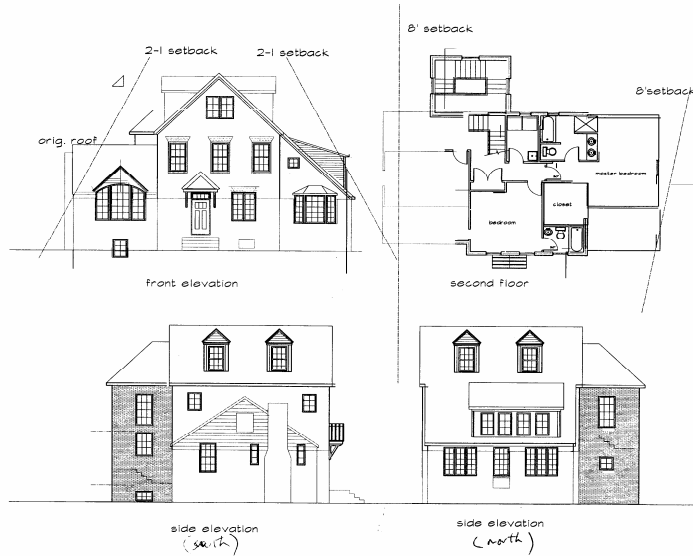 8' setback
2-1 setback
2-1 setback
8'setback
orig. roof
master bedroom
closet
bedroom
front elevation
second floor
side elevation
(south)
side elevation
(north)